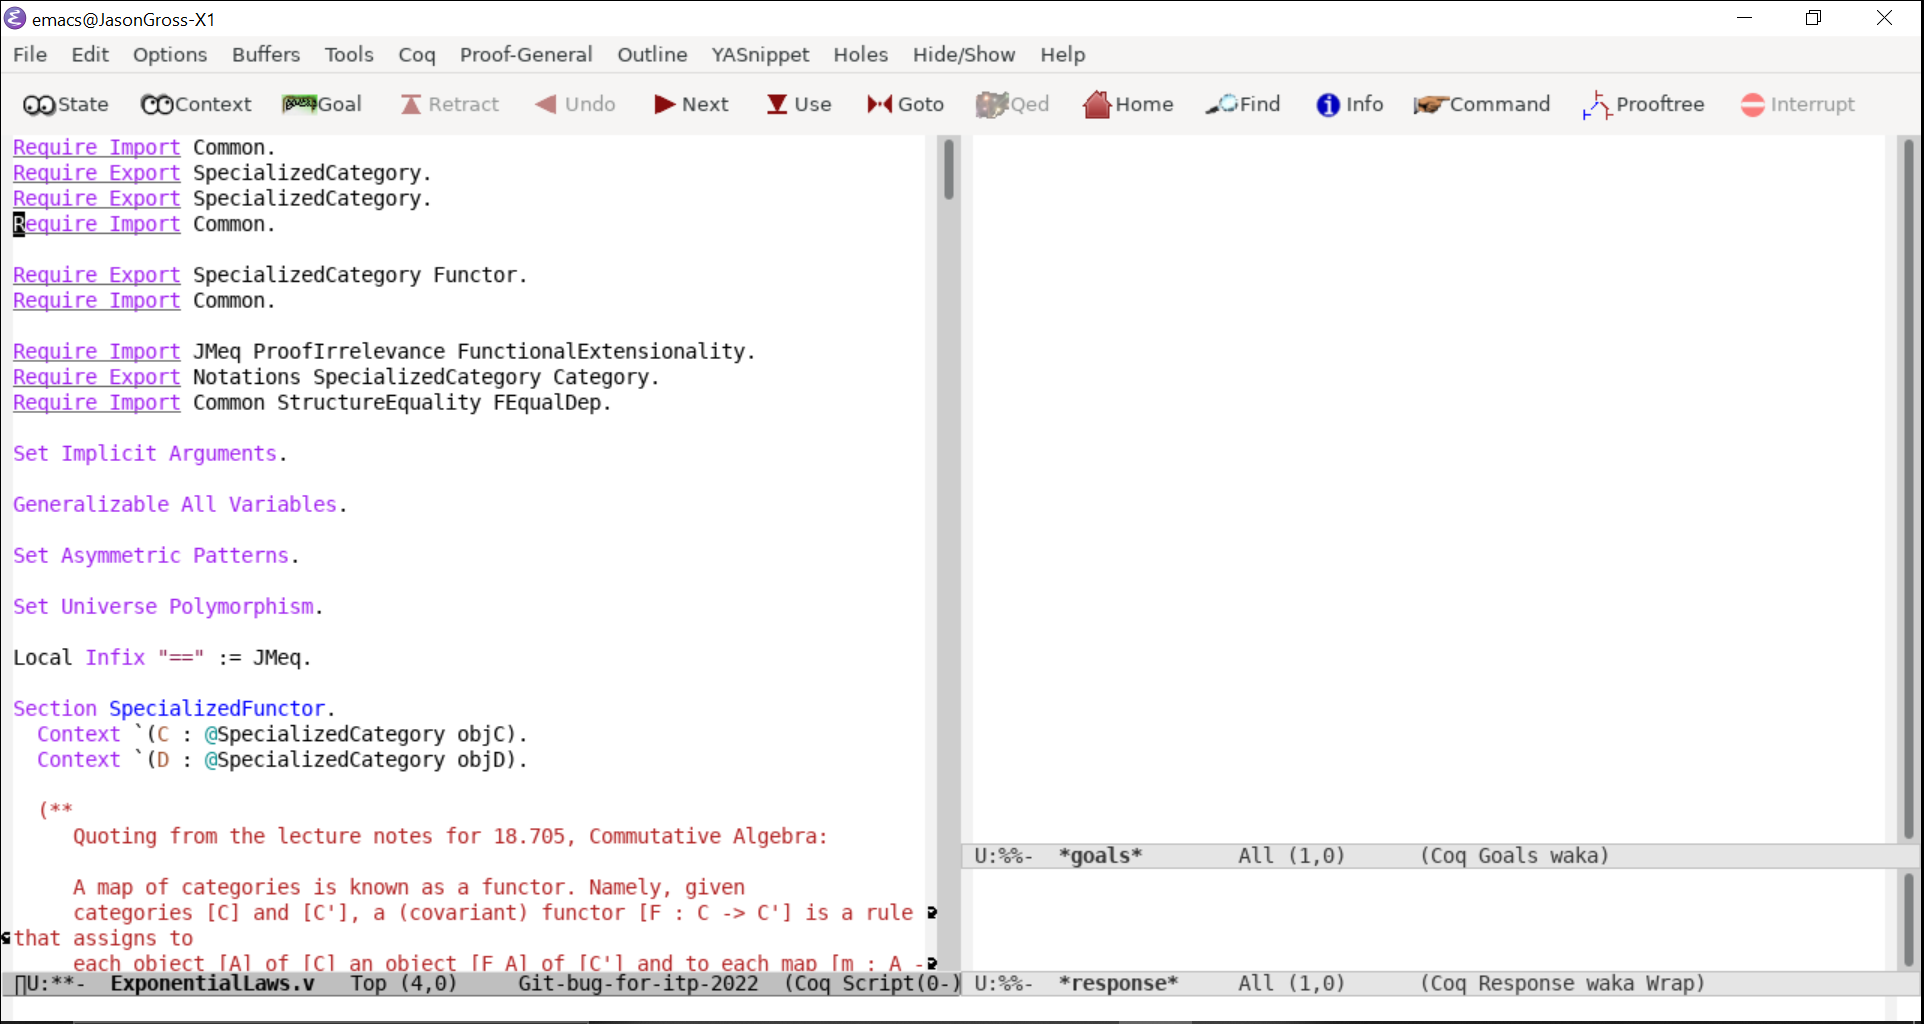 emacs@JasonGross-X1
File Edit Options Buffers Tools Coq Proof-General Outline YASnippet Holes Hide/Show Help
State Context Goal Retract Undo Next Use Goto Qed Home Find Info Command Prooftree Interrupt
Require Import Common.
Require Export SpecializedCategory.
Require Export SpecializedCategory.
Require Import Common.
Require Export SpecializedCategory Functor.
Require Import Common.
Require Import JMeq ProofIrrelevance FunctionalExtensionality.
Require Export Notations SpecializedCategory Category.
Require Import Common StructureEquality FEqualDep.
Set Implicit Arguments.
Generalizable All Variables.
Set Asymmetric Patterns.
Set Universe Polymorphism.
Local Infix "==" := JMeq.
Section SpecializedFunctor.
Context `(C : @SpecializedCategory objC).
Context `(D : @SpecializedCategory objD).
(**
Quoting from the lecture notes for 18.705, Commutative Algebra:
A map of categories is known as a functor. Namely, given
categories [C] and [C'], a (covariant) functor [F : C -> C'] is a rule
that assigns to
each object [A] of [C] an object [F A] of [C'] and to each map [m : A -
U:**- ExponentialLaws.v Top (4,0) Git-bug-for-itp-2022 (Coq Script(0-)
U:%%- *goals* All (1,0) (Coq Goals waka)
U:%%- *response* All (1,0) (Coq Response waka Wrap)